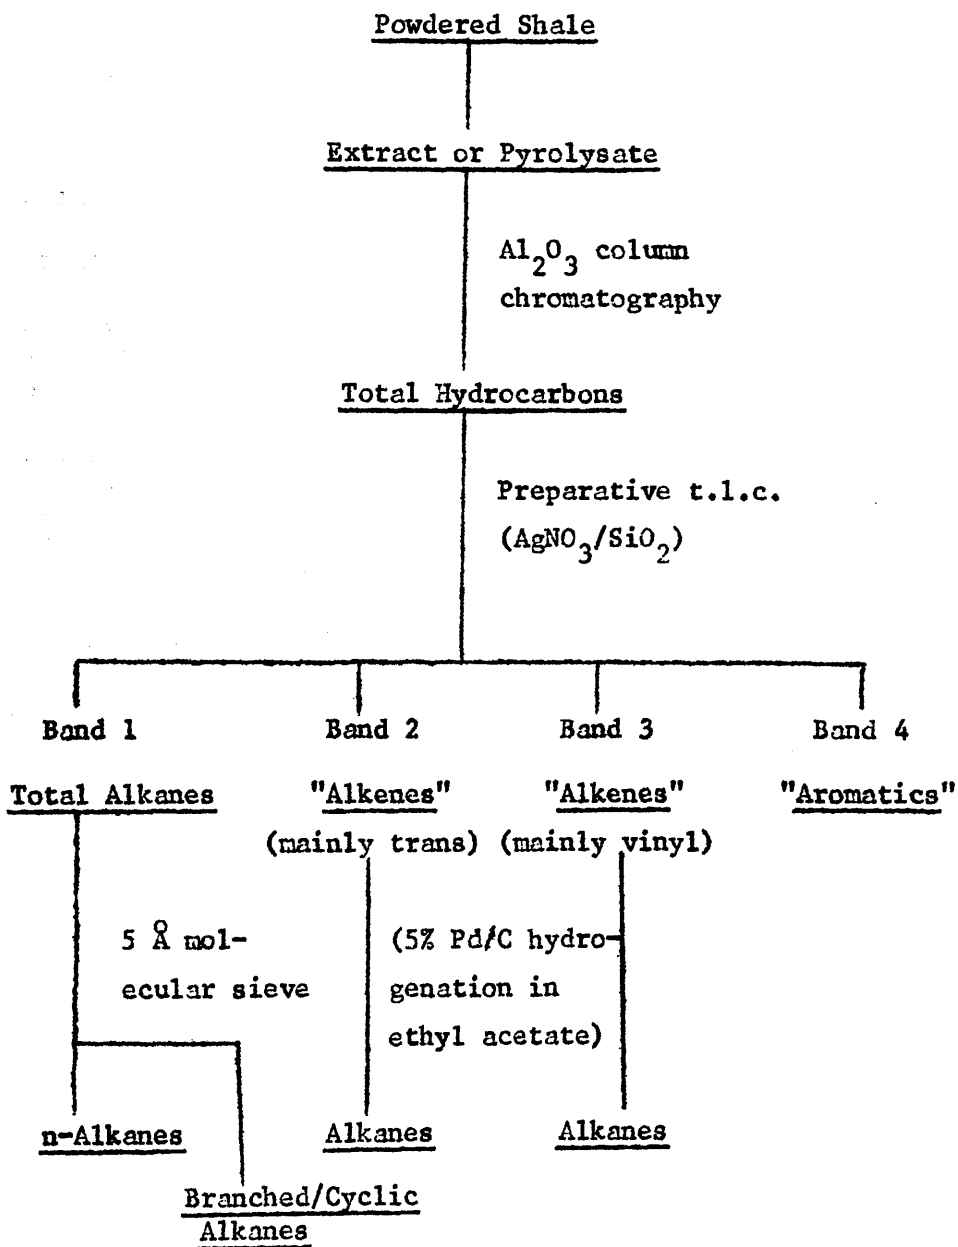 Powdered Shale
Extract or Pyrolysate
Al₂O₃ column
chromatography
Total Hydrocarbons
Preparative t.l.c.
(AgNO₃/SiO₂)
Band 1 Band 2 Band 3 Band 4
Total Alkanes "Alkenes" "Alkenes" "Aromatics"
(mainly trans) (mainly vinyl)
5 Å mol- (5% Pd/C hydro-
ecular sieve genation in
ethyl acetate)
n-Alkanes Alkanes Alkanes
Branched/Cyclic
Alkanes